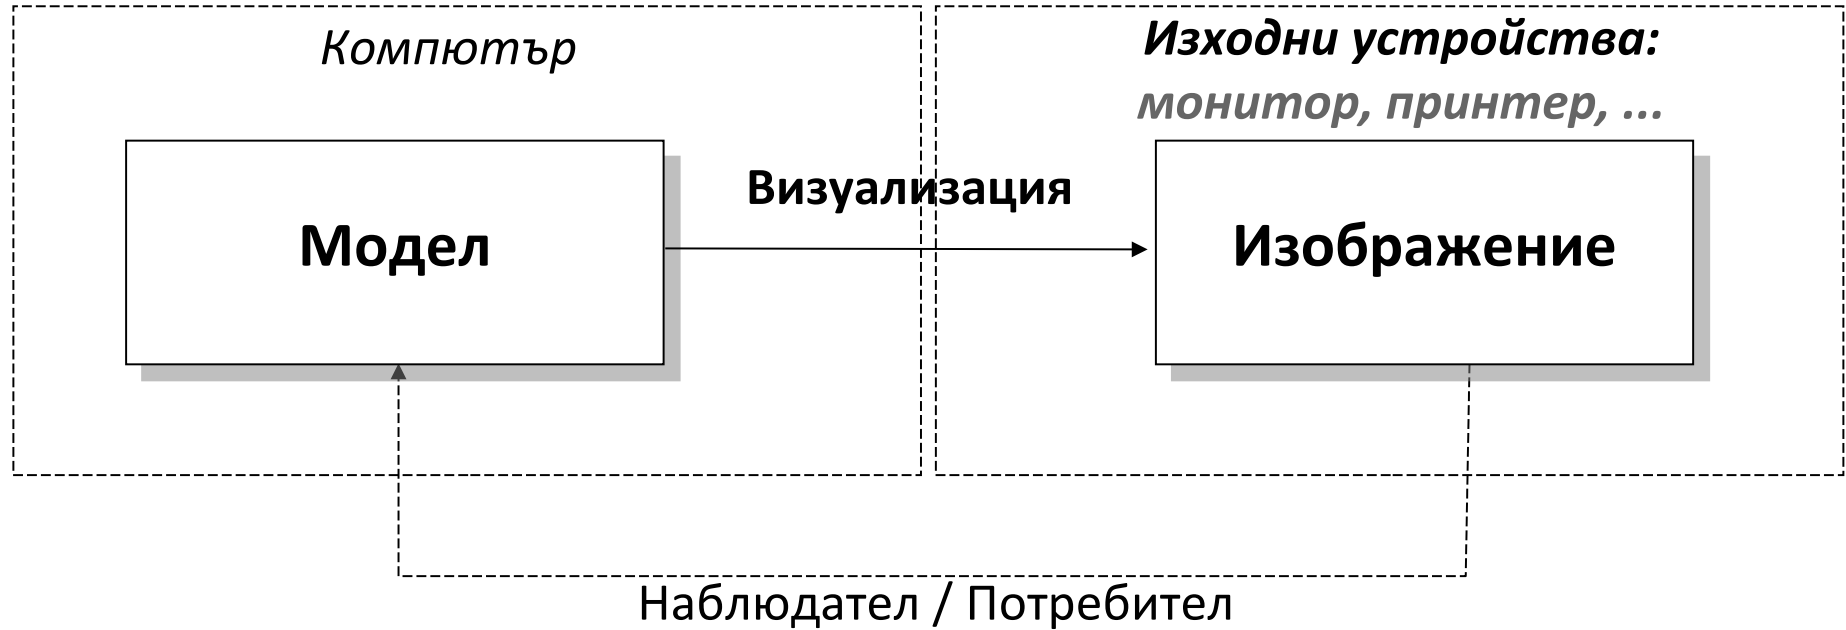 Компютър
Изходни устройства:
монитор, принтер, ...
Визуализация
Модел
Изображение
Наблюдател / Потребител